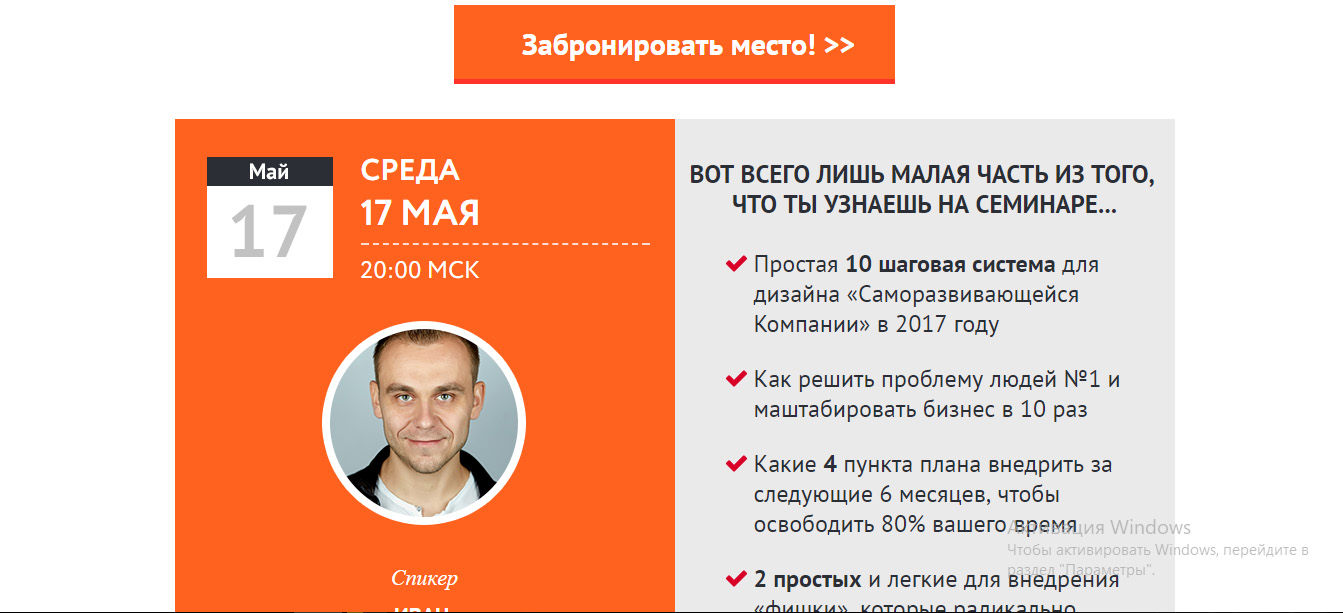 Забронировать место! >>
Май
17
СРЕДА
17 МАЯ
20:00 МСК
Спикер
ИВАН
ВОТ ВСЕГО ЛИШЬ МАЛАЯ ЧАСТЬ ИЗ ТОГО,
ЧТО ТЫ УЗНАЕШЬ НА СЕМИНАРЕ...
Простая 10 шаговая система для
дизайна «Саморазвивающейся
Компании» в 2017 году
Как решить проблему людей №1 и
маштабировать бизнес в 10 раз
Какие 4 пункта плана внедрить за
следующие 6 месяцев, чтобы
освободить 80% вашего время
2 простых и легкие для внедрения
«фишки», которые радикально
Активация Windows
Чтобы активировать Windows, перейдите в
раздел "Параметры".